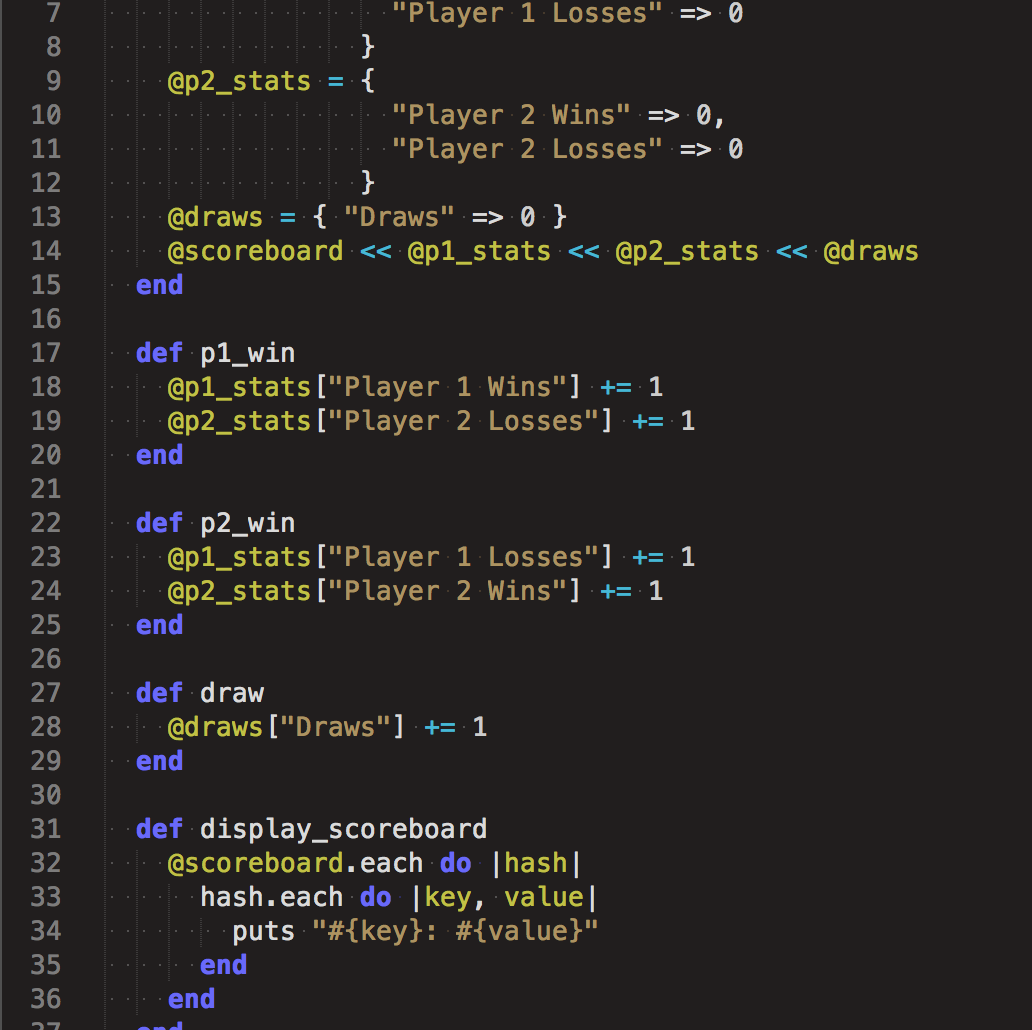 7                     "Player 1 Losses" => 0
8                   }
9       @p2_stats = {
10                     "Player 2 Wins" => 0,
11                     "Player 2 Losses" => 0
12                   }
13      @draws = { "Draws" => 0 }
14      @scoreboard << @p1_stats << @p2_stats << @draws
15    end
16
17    def p1_win
18      @p1_stats["Player 1 Wins"] += 1
19      @p2_stats["Player 2 Losses"] += 1
20    end
21
22    def p2_win
23      @p1_stats["Player 1 Losses"] += 1
24      @p2_stats["Player 2 Wins"] += 1
25    end
26
27    def draw
28      @draws["Draws"] += 1
29    end
30
31    def display_scoreboard
32      @scoreboard.each do |hash|
33        hash.each do |key, value|
34          puts "#{key}: #{value}"
35        end
36      end
37    end